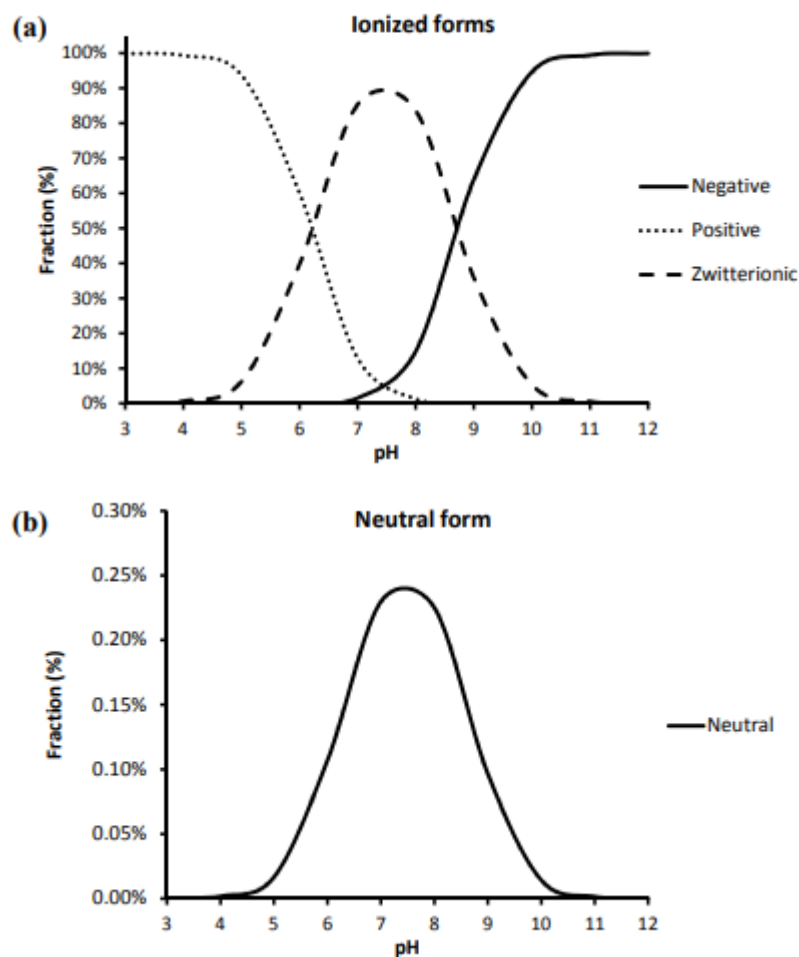 (a)
Ionized forms
100%
90%
80%
70%
60%
50%
40%
30%
20%
10%
0%
Fraction (%)
3 4 5 6 7 8 9 10 11 12
pH
Negative
Positive
Zwitterionic
(b)
Neutral form
0.30%
0.25%
0.20%
0.15%
0.10%
0.05%
0.00%
Fraction (%)
3 4 5 6 7 8 9 10 11 12
pH
Neutral